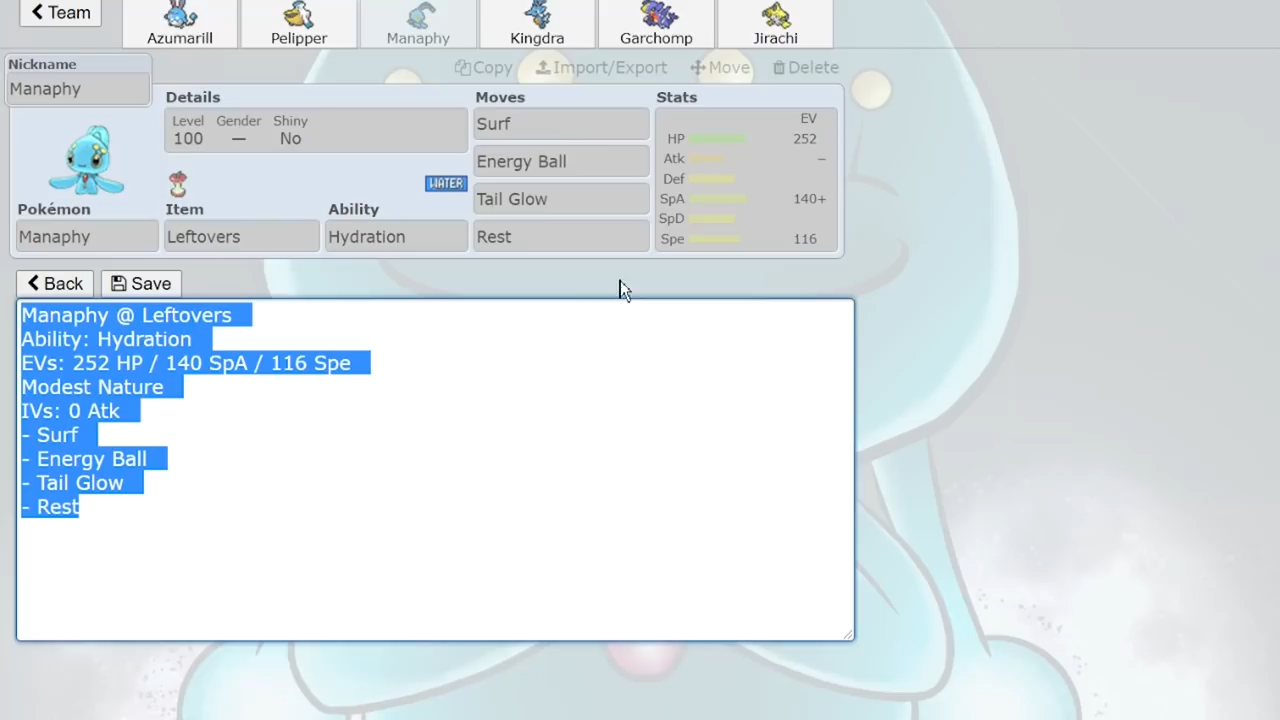 Team
Azumarill
Pelipper
Manaphy
Kingdra
Garchomp
Jirachi
Nickname
Manaphy
Copy
Import/Export
Move
Delete
Details
Level Gender Shiny
100 — No
WATER
Pokémon Item Ability
Manaphy Leftovers Hydration
Moves
Surf
Energy Ball
Tail Glow
Rest
Stats
EV
HP 252
Atk –
Def
SpA 140+
SpD
Spe 116
Back
Save
Manaphy @ Leftovers
Ability: Hydration
EVs: 252 HP / 140 SpA / 116 Spe
Modest Nature
IVs: 0 Atk
- Surf
- Energy Ball
- Tail Glow
- Rest